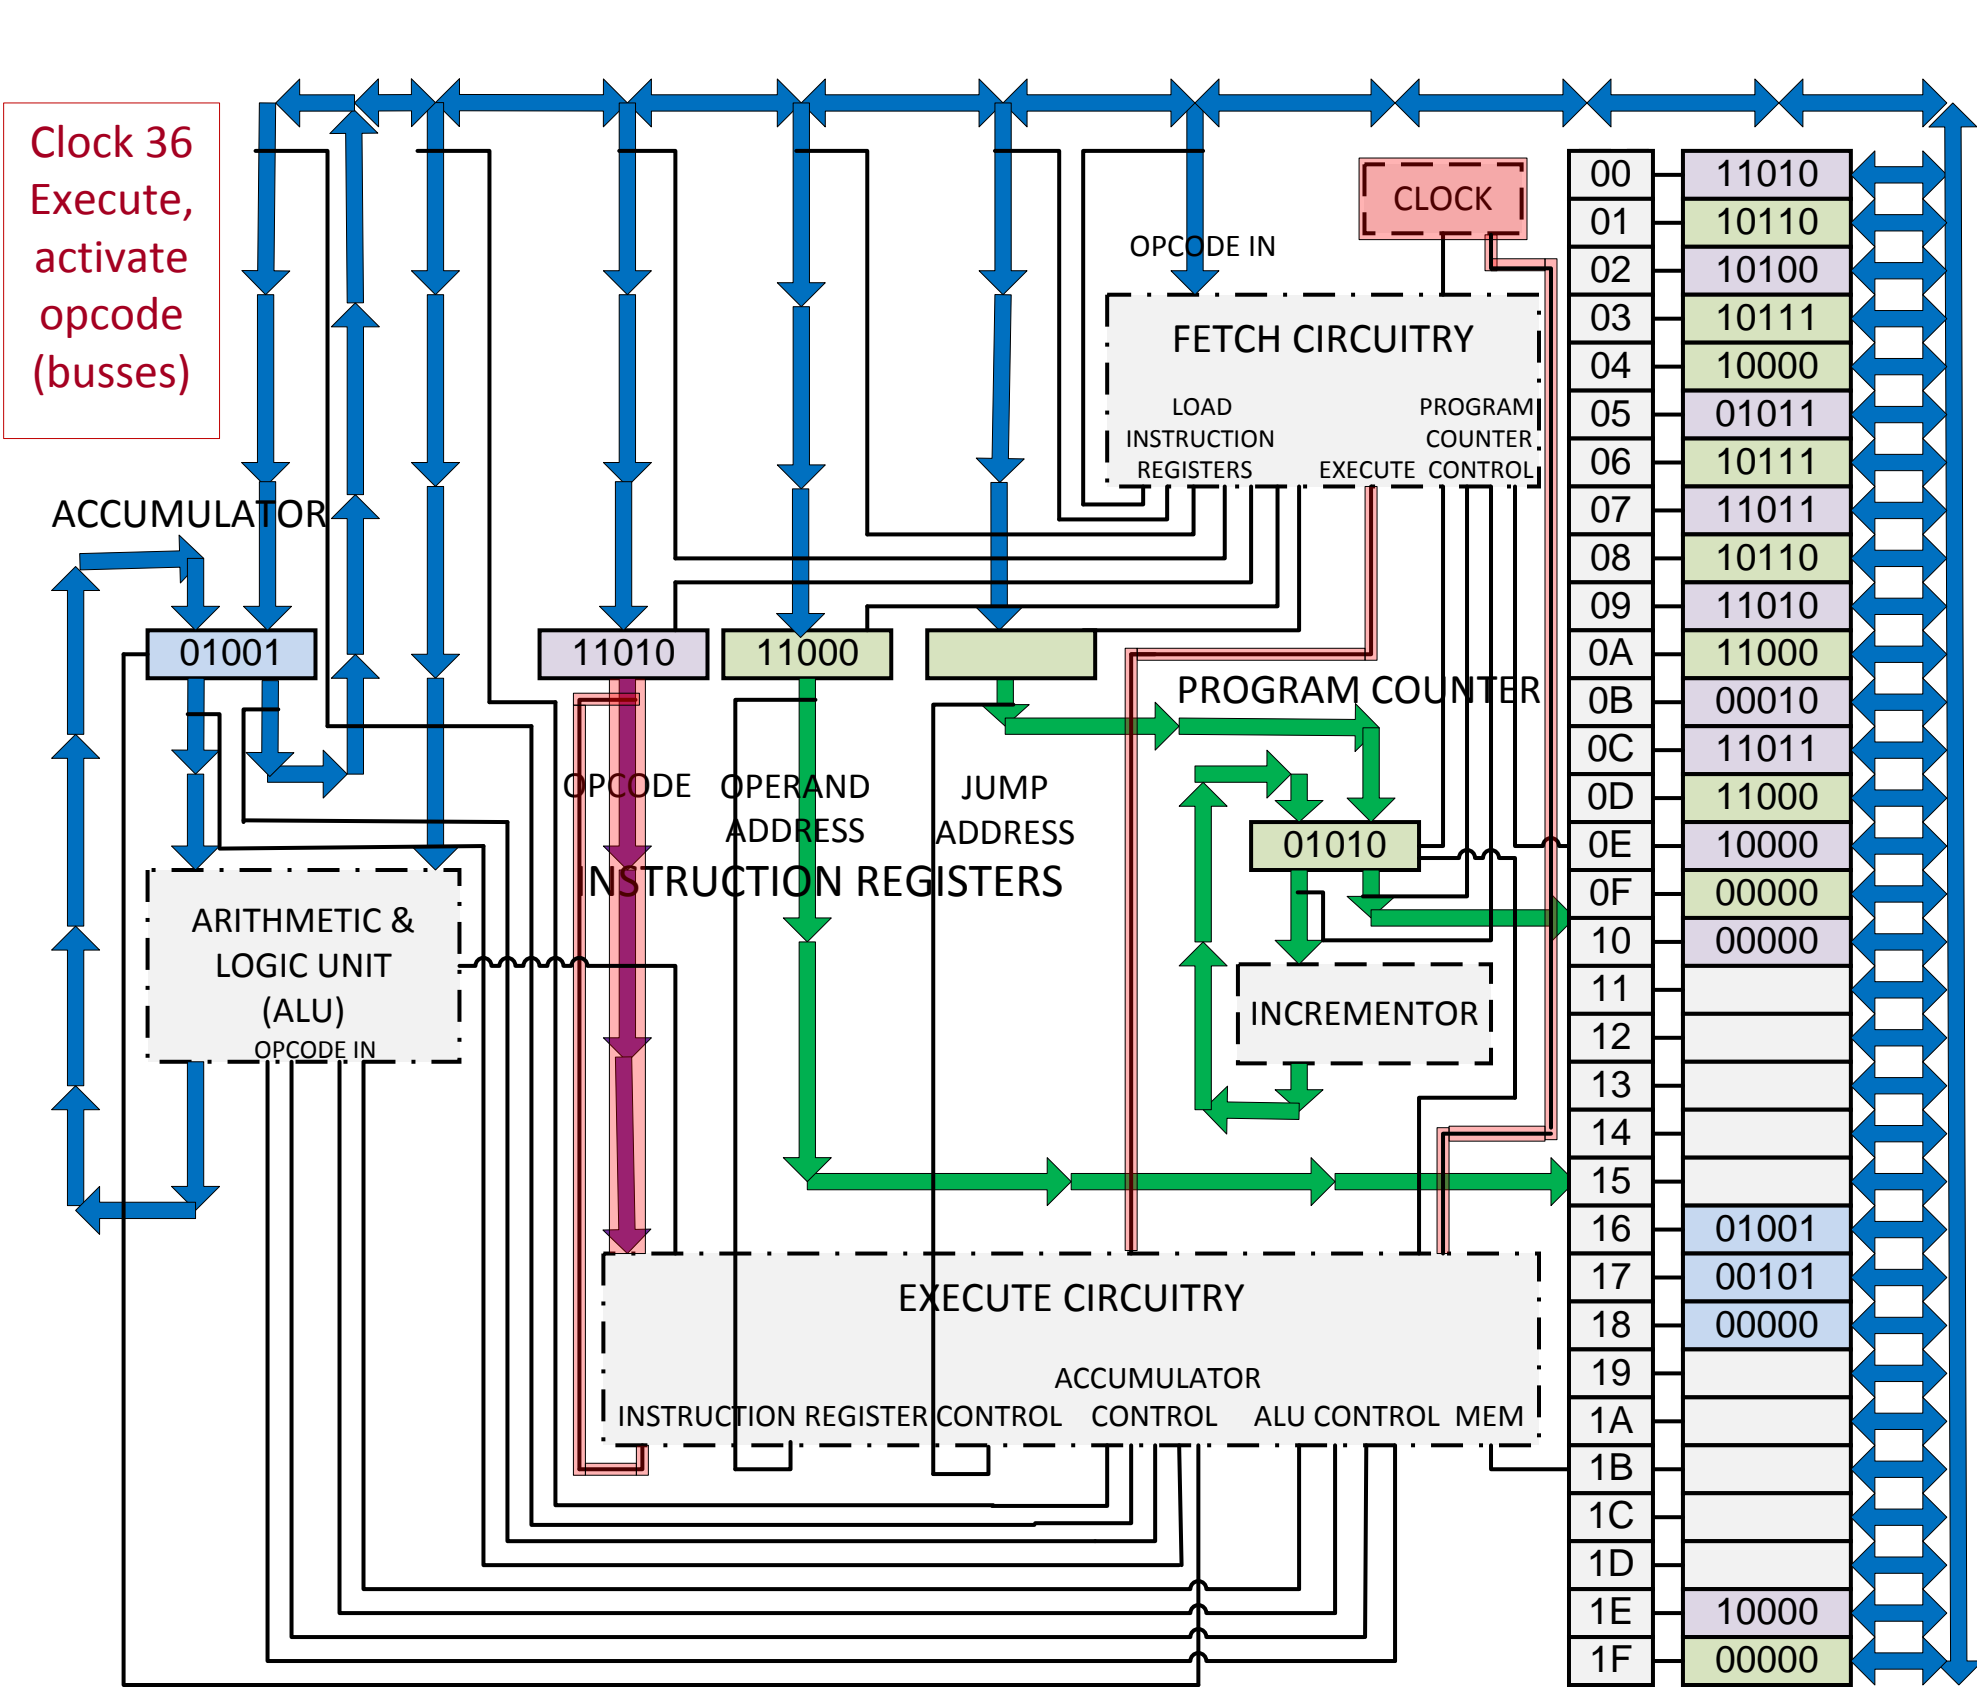 Clock 36
Execute,
activate
opcode
(busses)
CLOCK
OPCODE IN
FETCH CIRCUITRY
LOAD
INSTRUCTION
REGISTERS
EXECUTE
PROGRAM
COUNTER
CONTROL
ACCUMULATOR
01001
11010
11000
PROGRAM COUNTER
OPCODE
OPERAND
ADDRESS
JUMP
ADDRESS
INSTRUCTION REGISTERS
01010
INCREMENTOR
ARITHMETIC &
LOGIC UNIT
(ALU)
OPCODE IN
EXECUTE CIRCUITRY
INSTRUCTION REGISTER CONTROL
ACCUMULATOR
CONTROL
ALU CONTROL
MEM
00 11010
01 10110
02 10100
03 10111
04 10000
05 01011
06 10111
07 11011
08 10110
09 11010
0A 11000
0B 00010
0C 11011
0D 11000
0E 10000
0F 00000
10 00000
11
12
13
14
15
16 01001
17 00101
18 00000
19
1A
1B
1C
1D
1E 10000
1F 00000